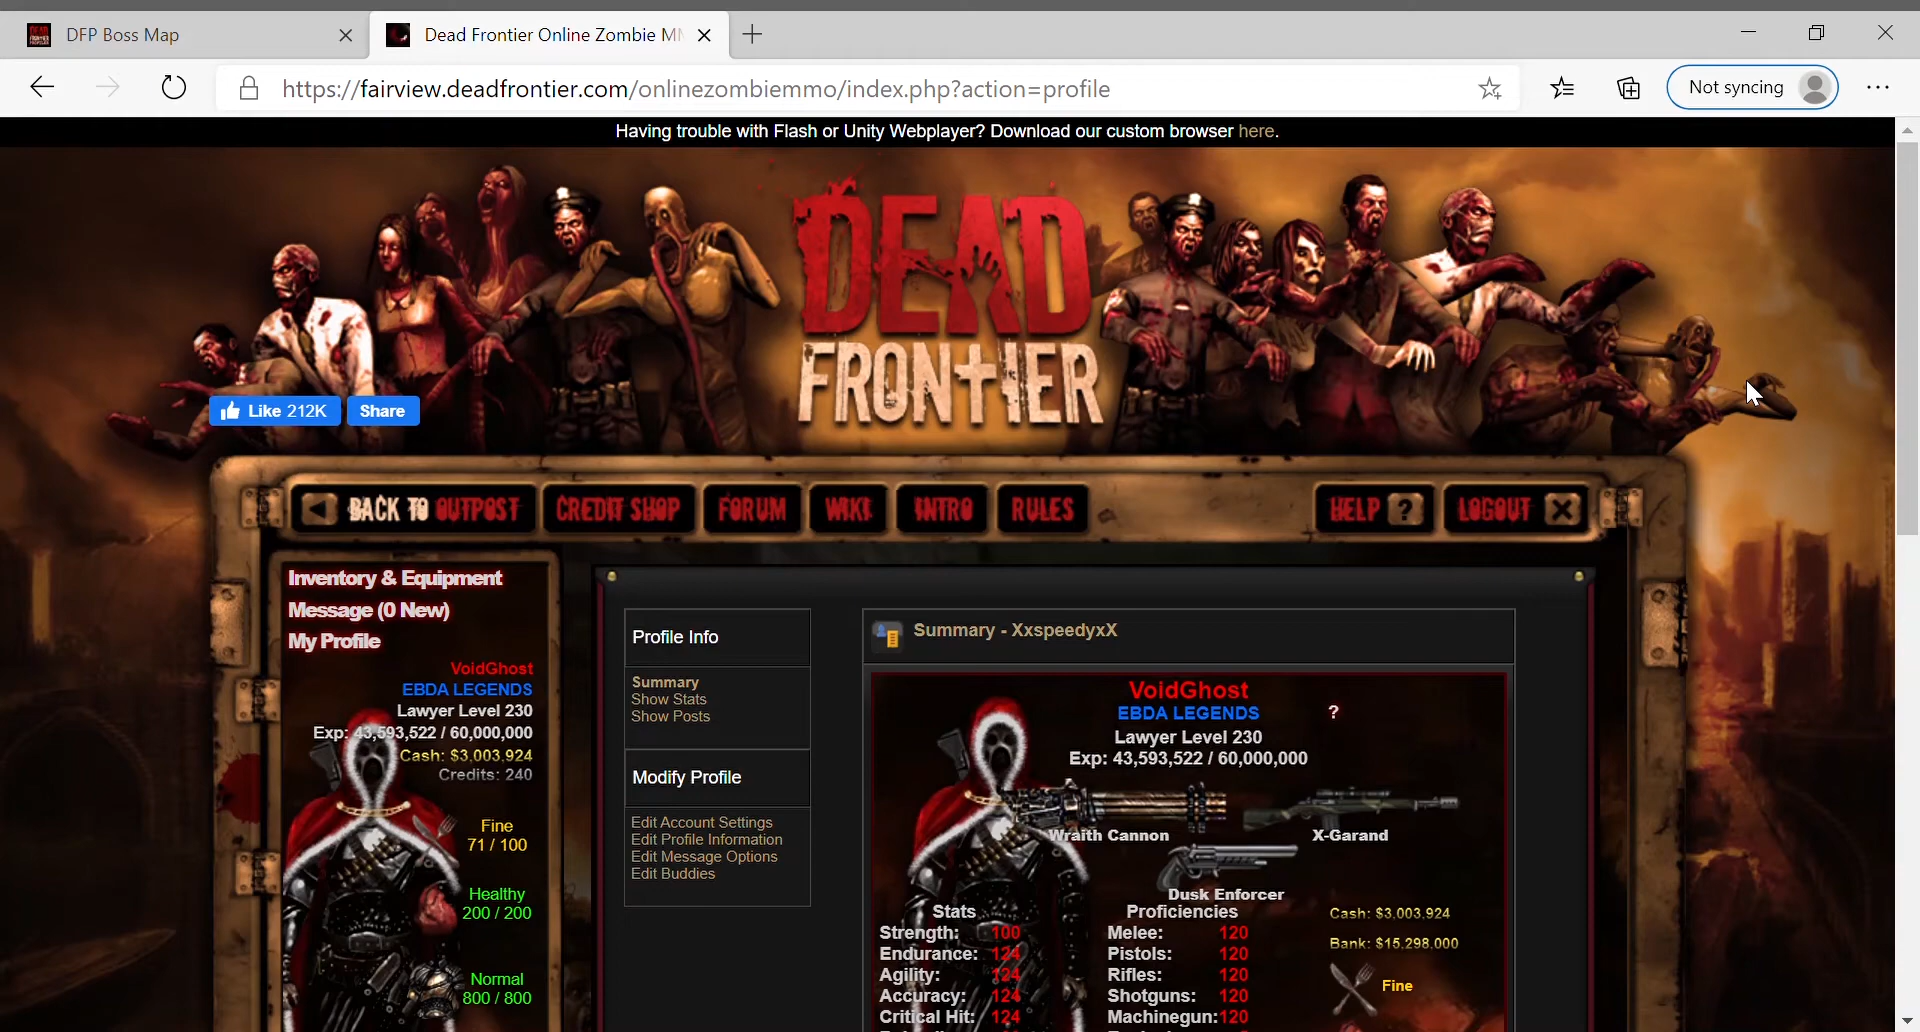 DFP Boss Map
Dead Frontier Online Zombie MM
https://fairview.deadfrontier.com/onlinezombiemmo/index.php?action=profile
Not syncing
Having trouble with Flash or Unity Webplayer? Download our custom browser here.
DEAD
FRONTIER
Like 212K
Share
BACK TO OUTPOST
CREDIT SHOP
FORUM
WIKI
INTRO
RULES
HELP ?
LOGOUT X
Inventory & Equipment
Message (0 New)
My Profile
VoidGhost
EBDA LEGENDS
Lawyer Level 230
Exp: 43,593,522 / 60,000,000
Cash: $3,003,924
Credits: 240
Fine
71 / 100
Healthy
200 / 200
Normal
800 / 800
Profile Info
Summary
Show Stats
Show Posts
Modify Profile
Edit Account Settings
Edit Profile Information
Edit Message Options
Edit Buddies
Summary - XxspeedyxX
VoidGhost
EBDA LEGENDS
?
Lawyer Level 230
Exp: 43,593,522 / 60,000,000
Wraith Cannon
X-Garand
Dusk Enforcer
Stats
Strength: 100
Endurance: 124
Agility: 124
Accuracy: 124
Critical Hit: 124
Proficiencies
Melee: 120
Pistols: 120
Rifles: 120
Shotguns: 120
Machinegun: 120
Cash: $3,003,924
Bank: $15,298,000
Fine